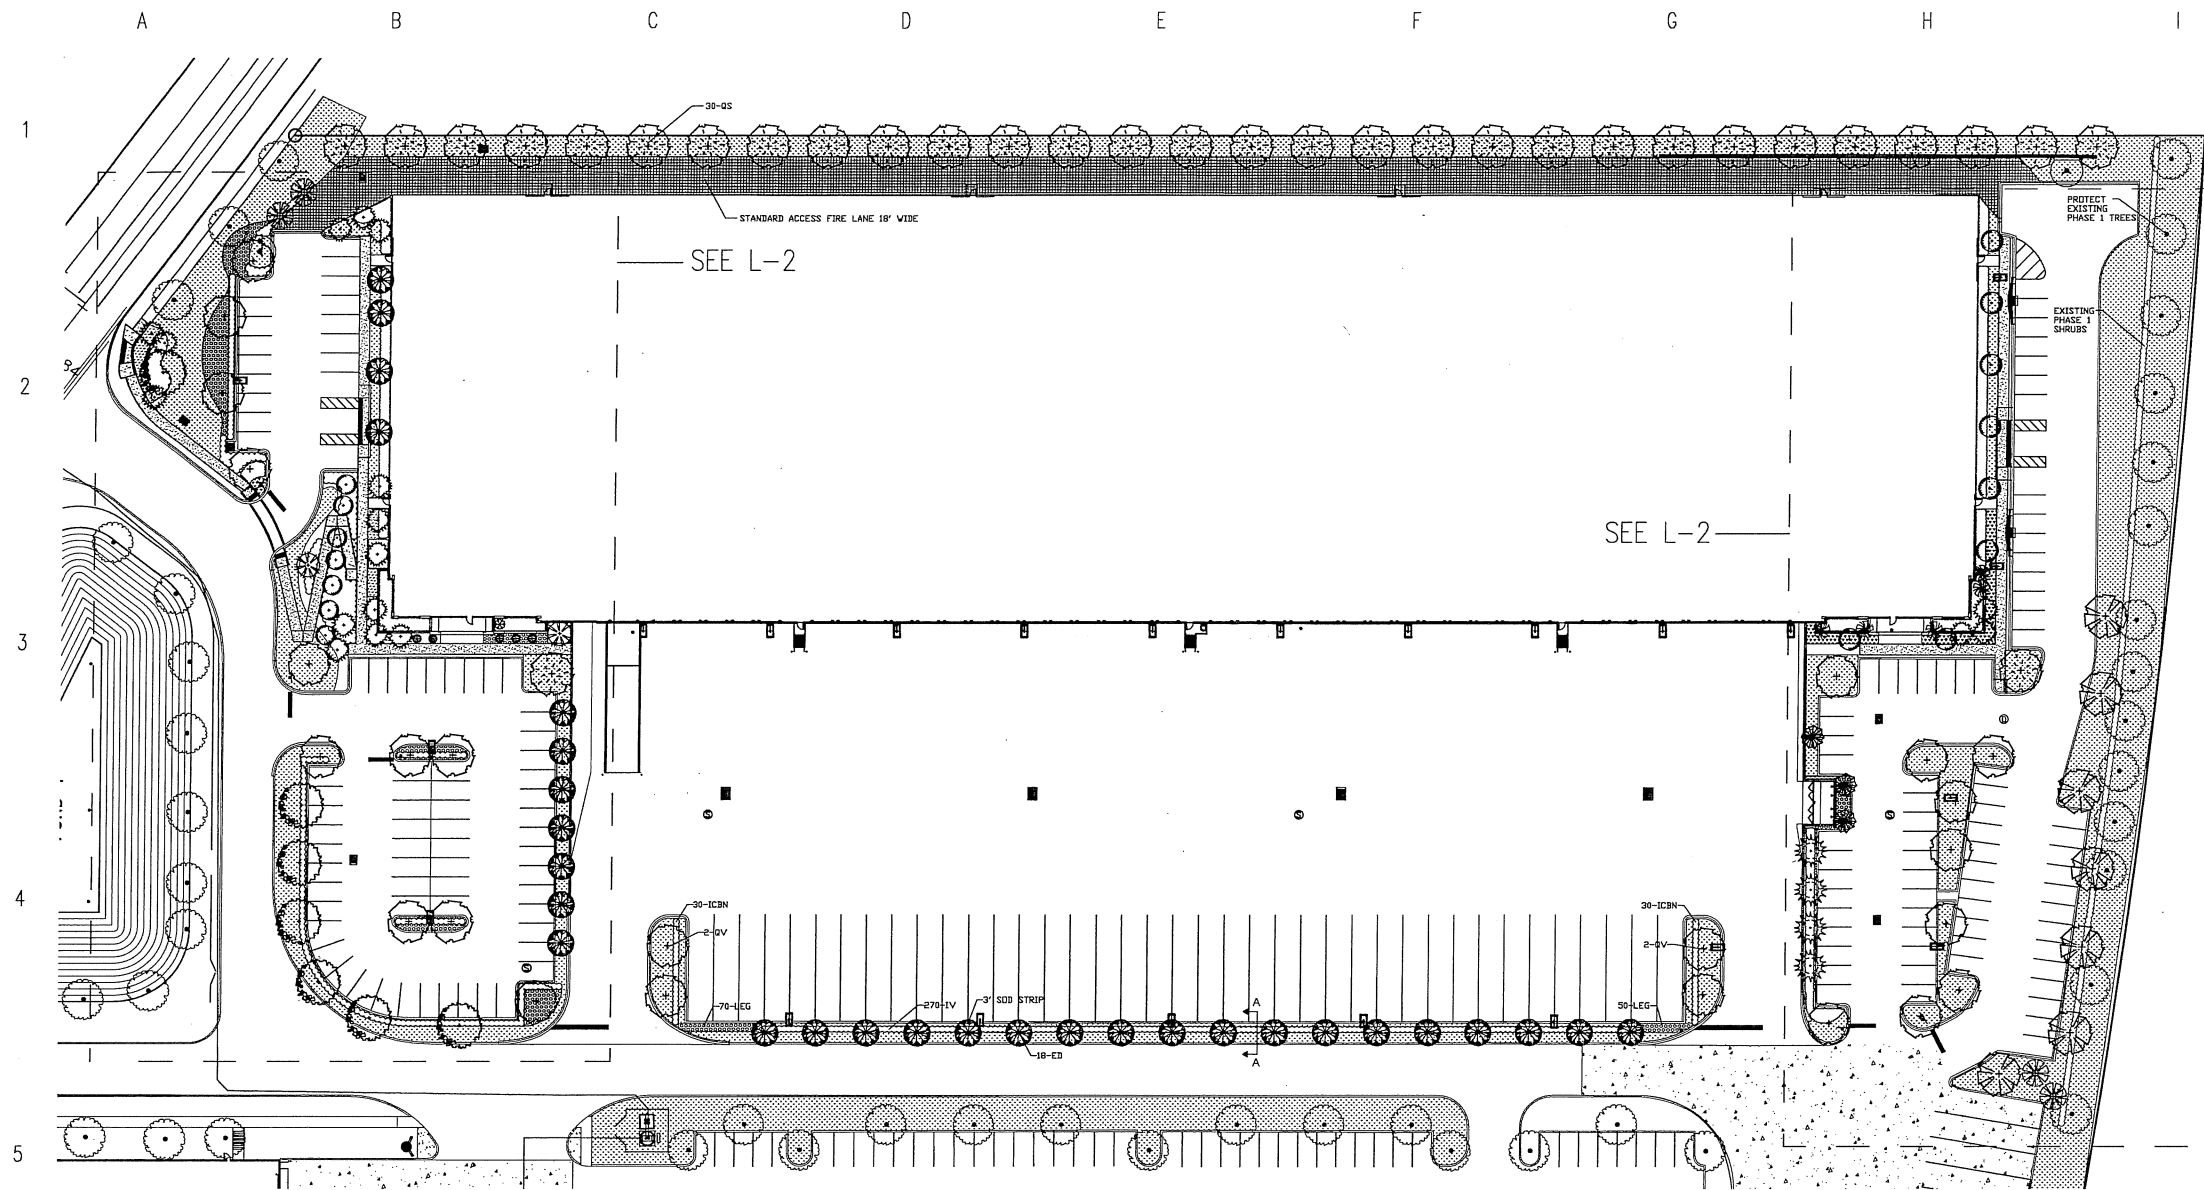 A B C D E F G H I
1
30-QS
STANDARD ACCESS FIRE LANE 18' WIDE
PROTECT
EXISTING
PHASE 1 TREES
SEE L-2
EXISTING
PHASE 1
SHRUBS
2
SEE L-2
3
4
30-ICBN
2-QV
30-ICBN
2-QV
70-LEG
270-IV
3' SOD STRIP
A
50-LEG
18-ED
A
5